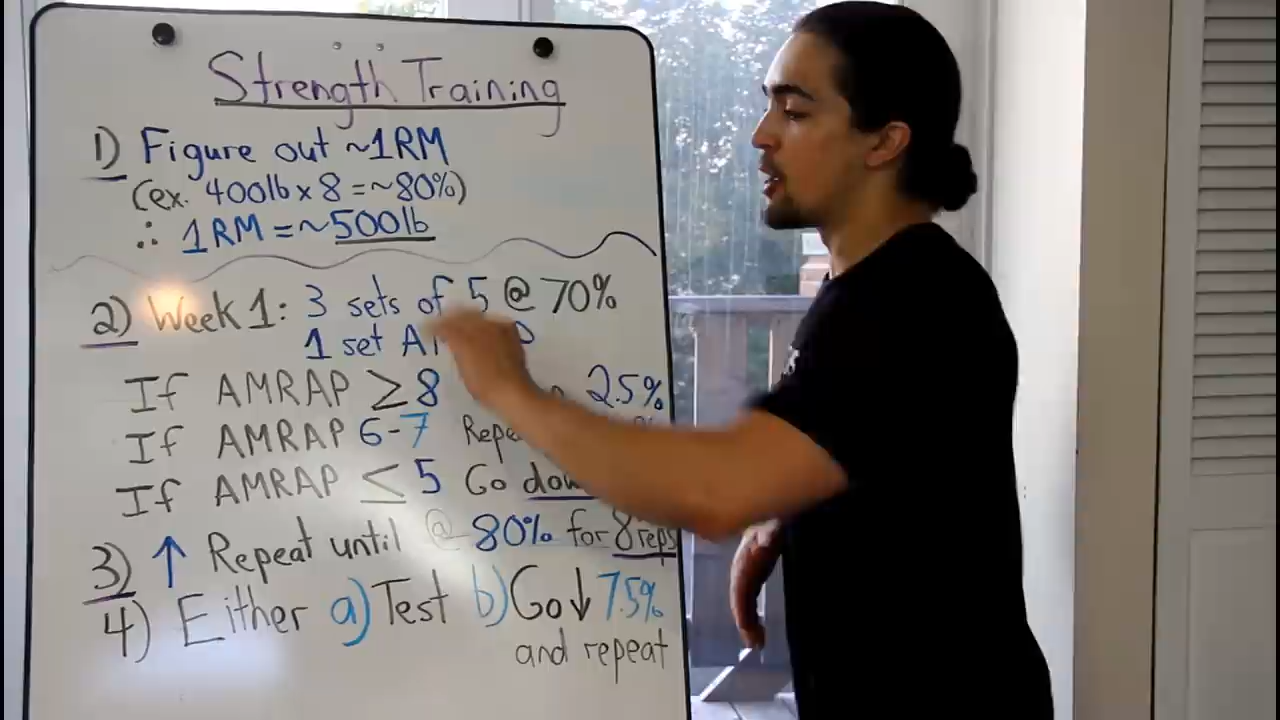 Strength Training
1) Figure out ~1RM
(ex. 400lb x 8 = ~80%)
∴ 1RM = ~500lb
2) Week 1: 3 sets of 5 @ 70%
1 set
If AMRAP ≥ 8 2.5%
If AMRAP 6-7
If AMRAP ≤ 5 Go
3) ↑ Repeat until @ 80% for 8 reps
4) Either a) Test b) Go ↓ 7.5%
and repeat